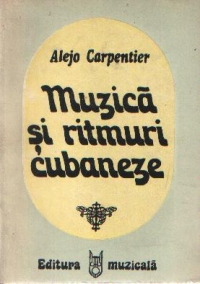 Alejo Carpentier
Muzică
și ritmuri
cubaneze
Editura muzicală